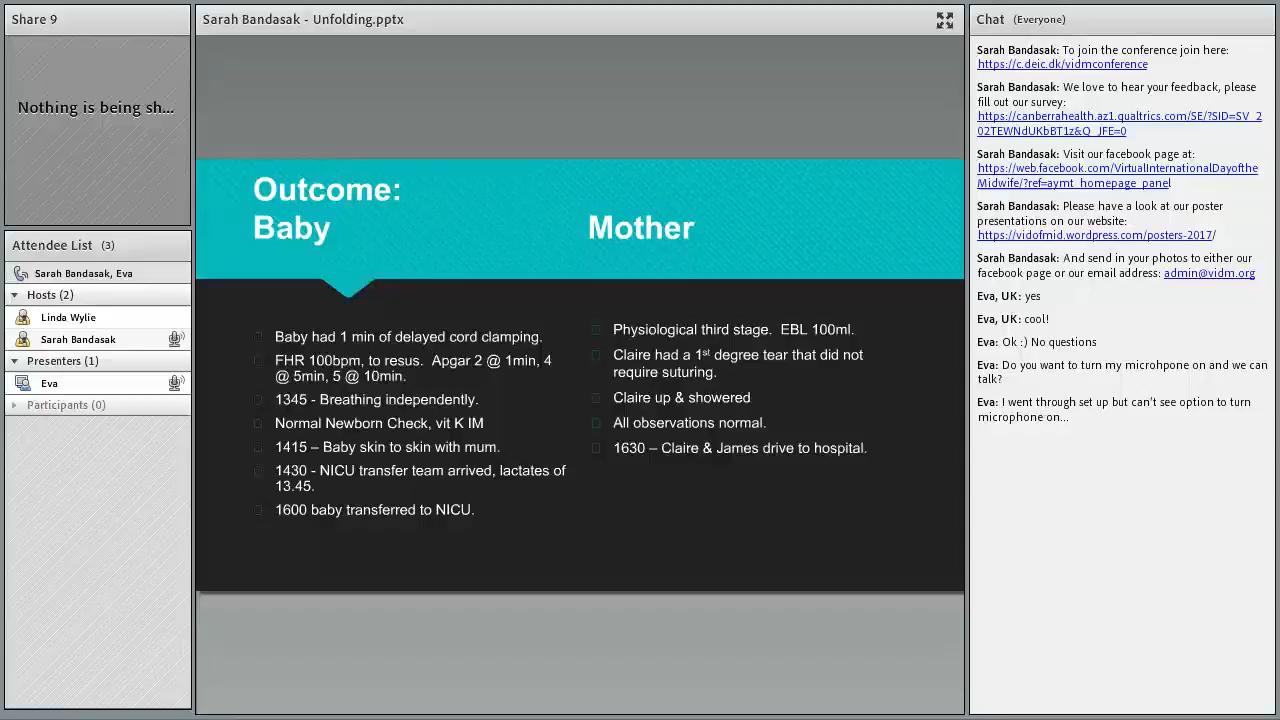 Share 9
Nothing is being sh...
Attendee List (3)
Sarah Bandasak, Eva
Hosts (2)
Linda Wylie
Sarah Bandasak
Presenters (1)
Eva
Participants (0)
Sarah Bandasak - Unfolding.pptx
Outcome:
Baby
Mother
Baby had 1 min of delayed cord clamping.
FHR 100bpm, to resus. Apgar 2 @ 1min, 4
@ 5min, 5 @ 10min.
1345 - Breathing independently.
Normal Newborn Check, vit K IM
1415 – Baby skin to skin with mum.
1430 - NICU transfer team arrived, lactates of
13.45.
1600 baby transferred to NICU.
Physiological third stage. EBL 100ml.
Claire had a 1st degree tear that did not
require suturing.
Claire up & showered
All observations normal.
1630 – Claire & James drive to hospital.
Chat (Everyone)
Sarah Bandasak: To join the conference join here:
https://c.deic.dk/vidmconference
Sarah Bandasak: We love to hear your feedback, please
fill out our survey:
https://canberrahealth.az1.qualtrics.com/SE/?SID=SV_2
02TEWNdUKbBT1z&Q_JFE=0
Sarah Bandasak: Visit our facebook page at:
https://web.facebook.com/VirtualInternationalDayofthe
Midwife/?ref=aymt_homepage_panel
Sarah Bandasak: Please have a look at our poster
presentations on our website:
https://vidofmid.wordpress.com/posters-2017/
Sarah Bandasak: And send in your photos to either our
facebook page or our email address: admin@vidm.org
Eva, UK: yes
Eva, UK: cool!
Eva: Ok :) No questions
Eva: Do you want to turn my microhpone on and we can
talk?
Eva: I went through set up but can't see option to turn
microphone on...